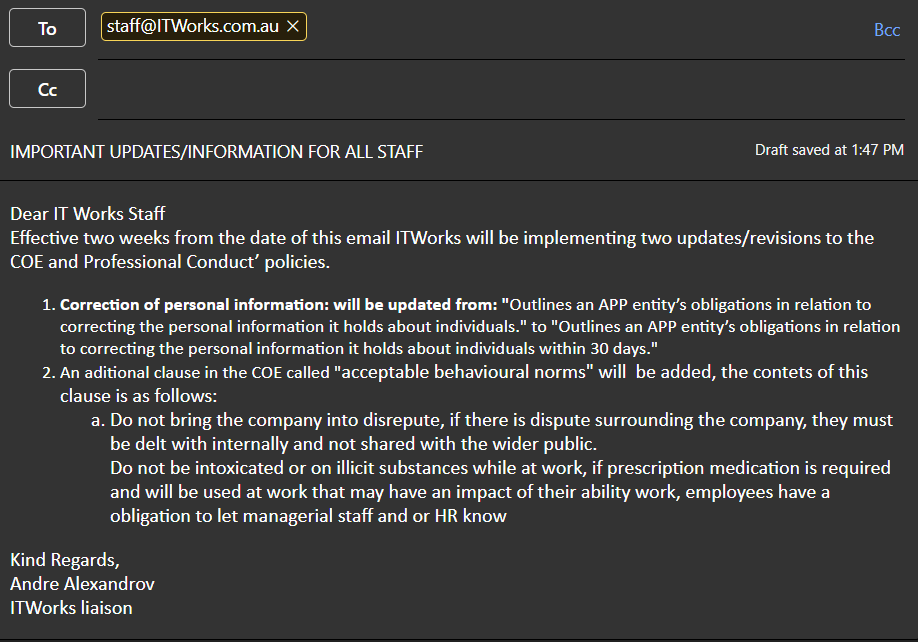 To staff@ITWorks.com.au Bcc
Cc
IMPORTANT UPDATES/INFORMATION FOR ALL STAFF Draft saved at 1:47 PM
Dear IT Works Staff
Effective two weeks from the date of this email ITWorks will be implementing two updates/revisions to the
COE and Professional Conduct’ policies.
1. Correction of personal information: will be updated from: "Outlines an APP entity’s obligations in relation to
correcting the personal information it holds about individuals." to "Outlines an APP entity’s obligations in relation
to correcting the personal information it holds about individuals within 30 days."
2. An aditional clause in the COE called "acceptable behavioural norms" will  be added, the contets of this
clause is as follows:
a. Do not bring the company into disrepute, if there is dispute surrounding the company, they must
be delt with internally and not shared with the wider public.
Do not be intoxicated or on illicit substances while at work, if prescription medication is required
and will be used at work that may have an impact of their ability work, employees have a
obligation to let managerial staff and or HR know
Kind Regards,
Andre Alexandrov
ITWorks liaison